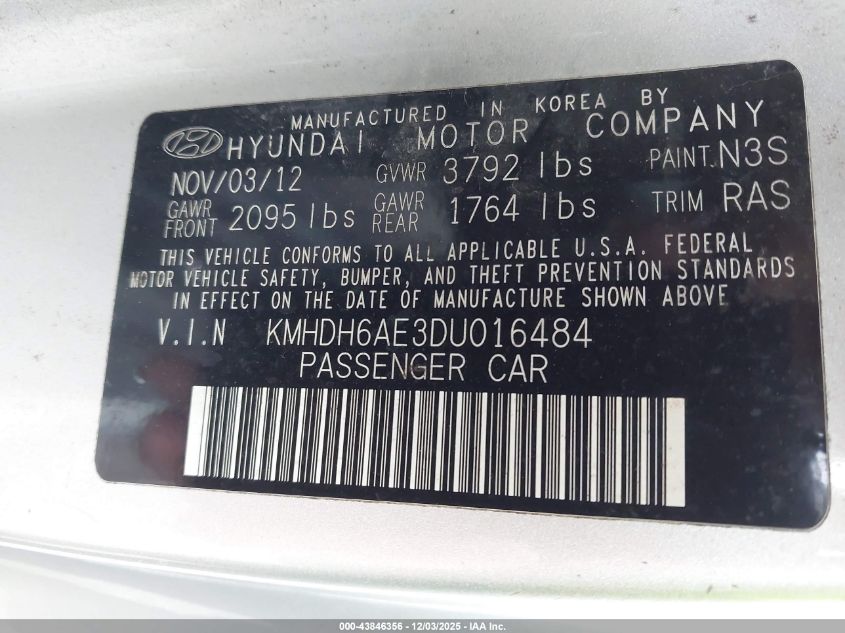 MANUFACTURED IN KOREA BY
HYUNDAI MOTOR COMPANY
NOV/03/12 GVWR 3792 lbs PAINT. N3S
GAWR FRONT 2095 lbs GAWR REAR 1764 lbs TRIM RAS
THIS VEHICLE CONFORMS TO ALL APPLICABLE U.S.A. FEDERAL
MOTOR VEHICLE SAFETY, BUMPER, AND THEFT PREVENTION STANDARDS
IN EFFECT ON THE DATE OF MANUFACTURE SHOWN ABOVE
V.I.N KMHDH6AE3DU016484
PASSENGER CAR
000-43846356 - 12/03/2025 - IAA Inc.